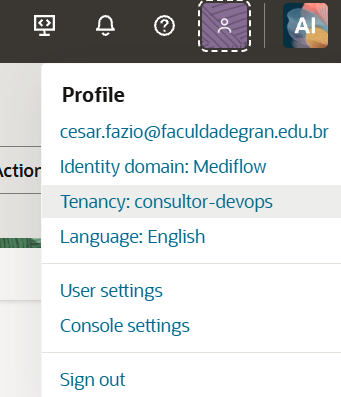 AI
Profile
cesar.fazio@faculdadegran.edu.br
Action
Identity domain: Mediflow
Tenancy: consultor-devops
Language: English
User settings
Console settings
Sign out